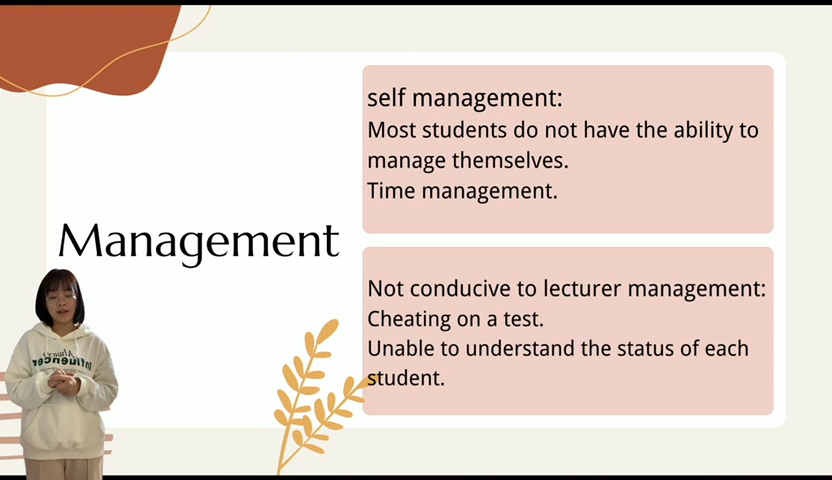 self management:
Most students do not have the ability to
manage themselves.
Time management.
Management
Not conducive to lecturer management:
Cheating on a test.
Unable to understand the status of each
student.
Influencer